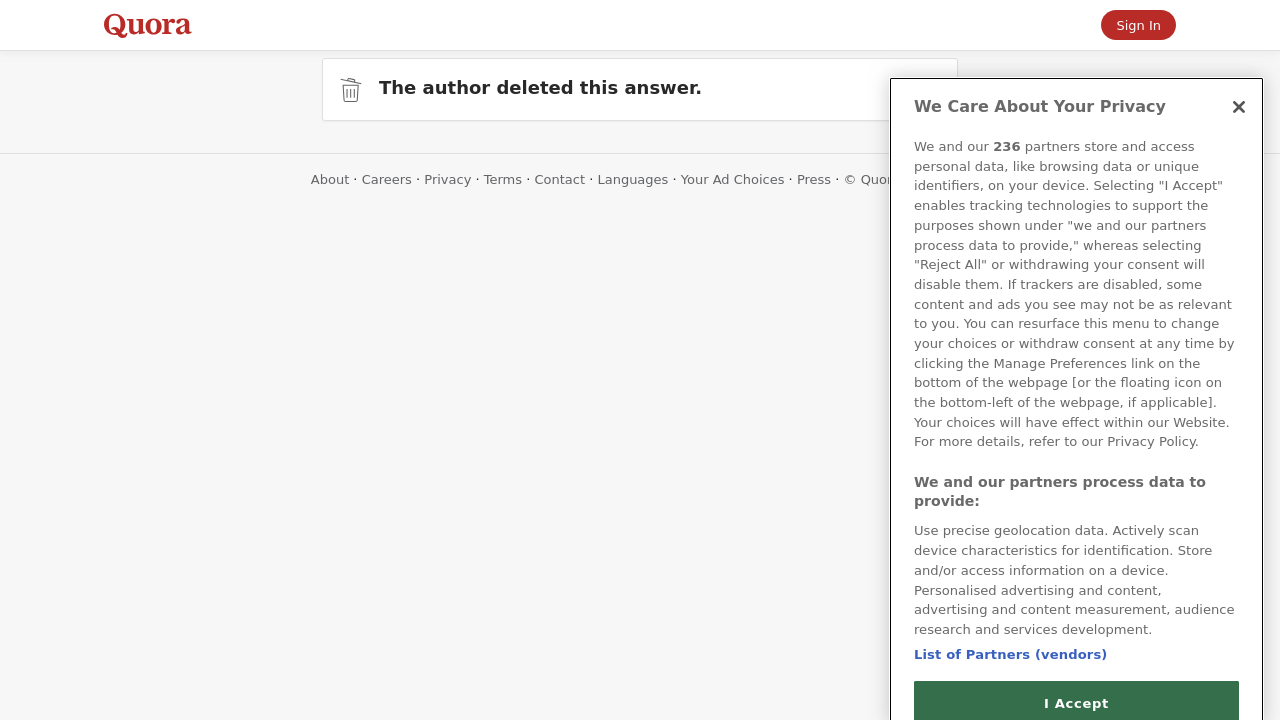 Quora
Sign In
The author deleted this answer.
About · Careers · Privacy · Terms · Contact · Languages · Your Ad Choices · Press · ©
We Care About Your Privacy
We and our 236 partners store and access
personal data, like browsing data or unique
identifiers, on your device. Selecting "I Accept"
enables tracking technologies to support the
purposes shown under "we and our partners
process data to provide," whereas selecting
"Reject All" or withdrawing your consent will
disable them. If trackers are disabled, some
content and ads you see may not be as relevant
to you. You can resurface this menu to change
your choices or withdraw consent at any time by
clicking the Manage Preferences link on the
bottom of the webpage [or the floating icon on
the bottom-left of the webpage, if applicable].
Your choices will have effect within our Website.
For more details, refer to our Privacy Policy.
We and our partners process data to
provide:
Use precise geolocation data. Actively scan
device characteristics for identification. Store
and/or access information on a device.
Personalised advertising and content,
advertising and content measurement, audience
research and services development.
List of Partners (vendors)
I Accept